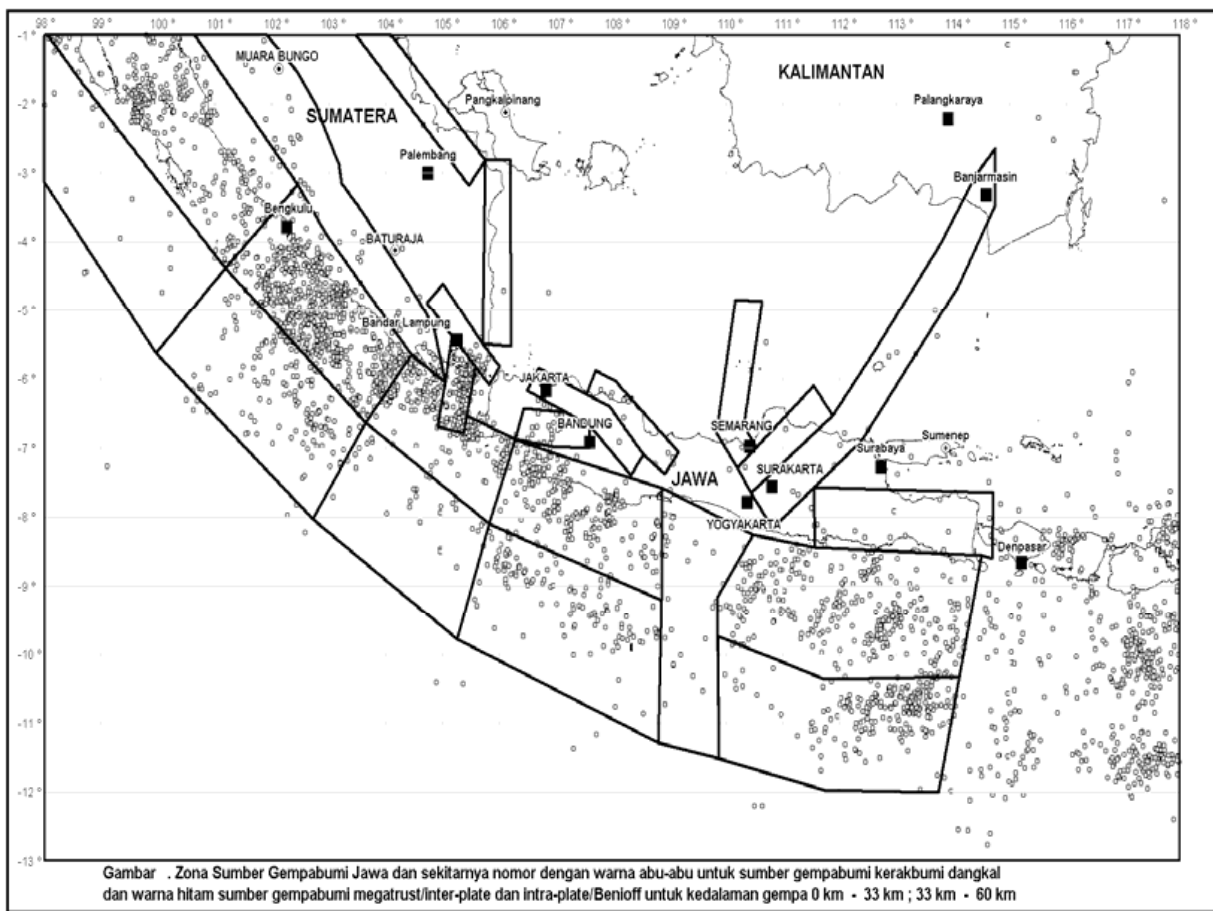 98 ° 99 ° 100 ° 101 ° 102 ° 103 ° 104 ° 105 ° 106 ° 107 ° 108 ° 109 ° 110 ° 111 ° 112 ° 113 ° 114 ° 115 ° 116 ° 117 ° 118 °
-1 °
MUARA BUNGO
KALIMANTAN
-2 °
SUMATERA
Pangkalpinang
Palangkaraya
-3 °
Palembang
Banjarmasin
Bengkulu
-4 °
BATURAJA
-5 °
Bandar Lampung
-6 °
JAKARTA
BANDUNG
SEMARANG
-7 °
JAWA
SURAKARTA
Surabaya
Sumenep
YOGYAKARTA
-8 °
Denpasar
-9 °
-10 °
-11 °
-12 °
-13 °
Gambar . Zona Sumber Gempabumi Jawa dan sekitarnya nomor dengan warna abu-abu untuk sumber gempabumi kerakbumi dangkal
dan warna hitam sumber gempabumi megatrust/inter-plate dan intra-plate/Benioff untuk kedalaman gempa 0 km - 33 km ; 33 km - 60 km